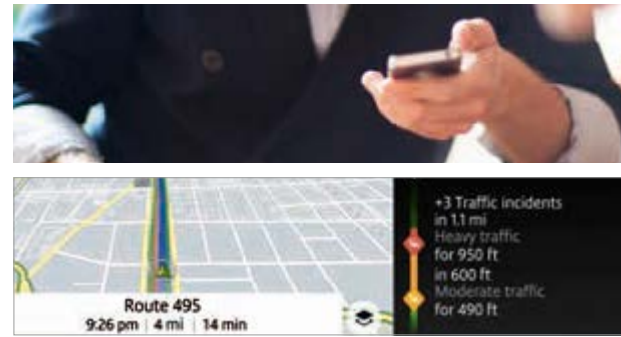 +3 Traffic incidents
in 1.1 mi
Heavy traffic
for 950 ft
in 600 ft
Moderate traffic
for 490 ft
Route 495
9:26 pm | 4 mi | 14 min